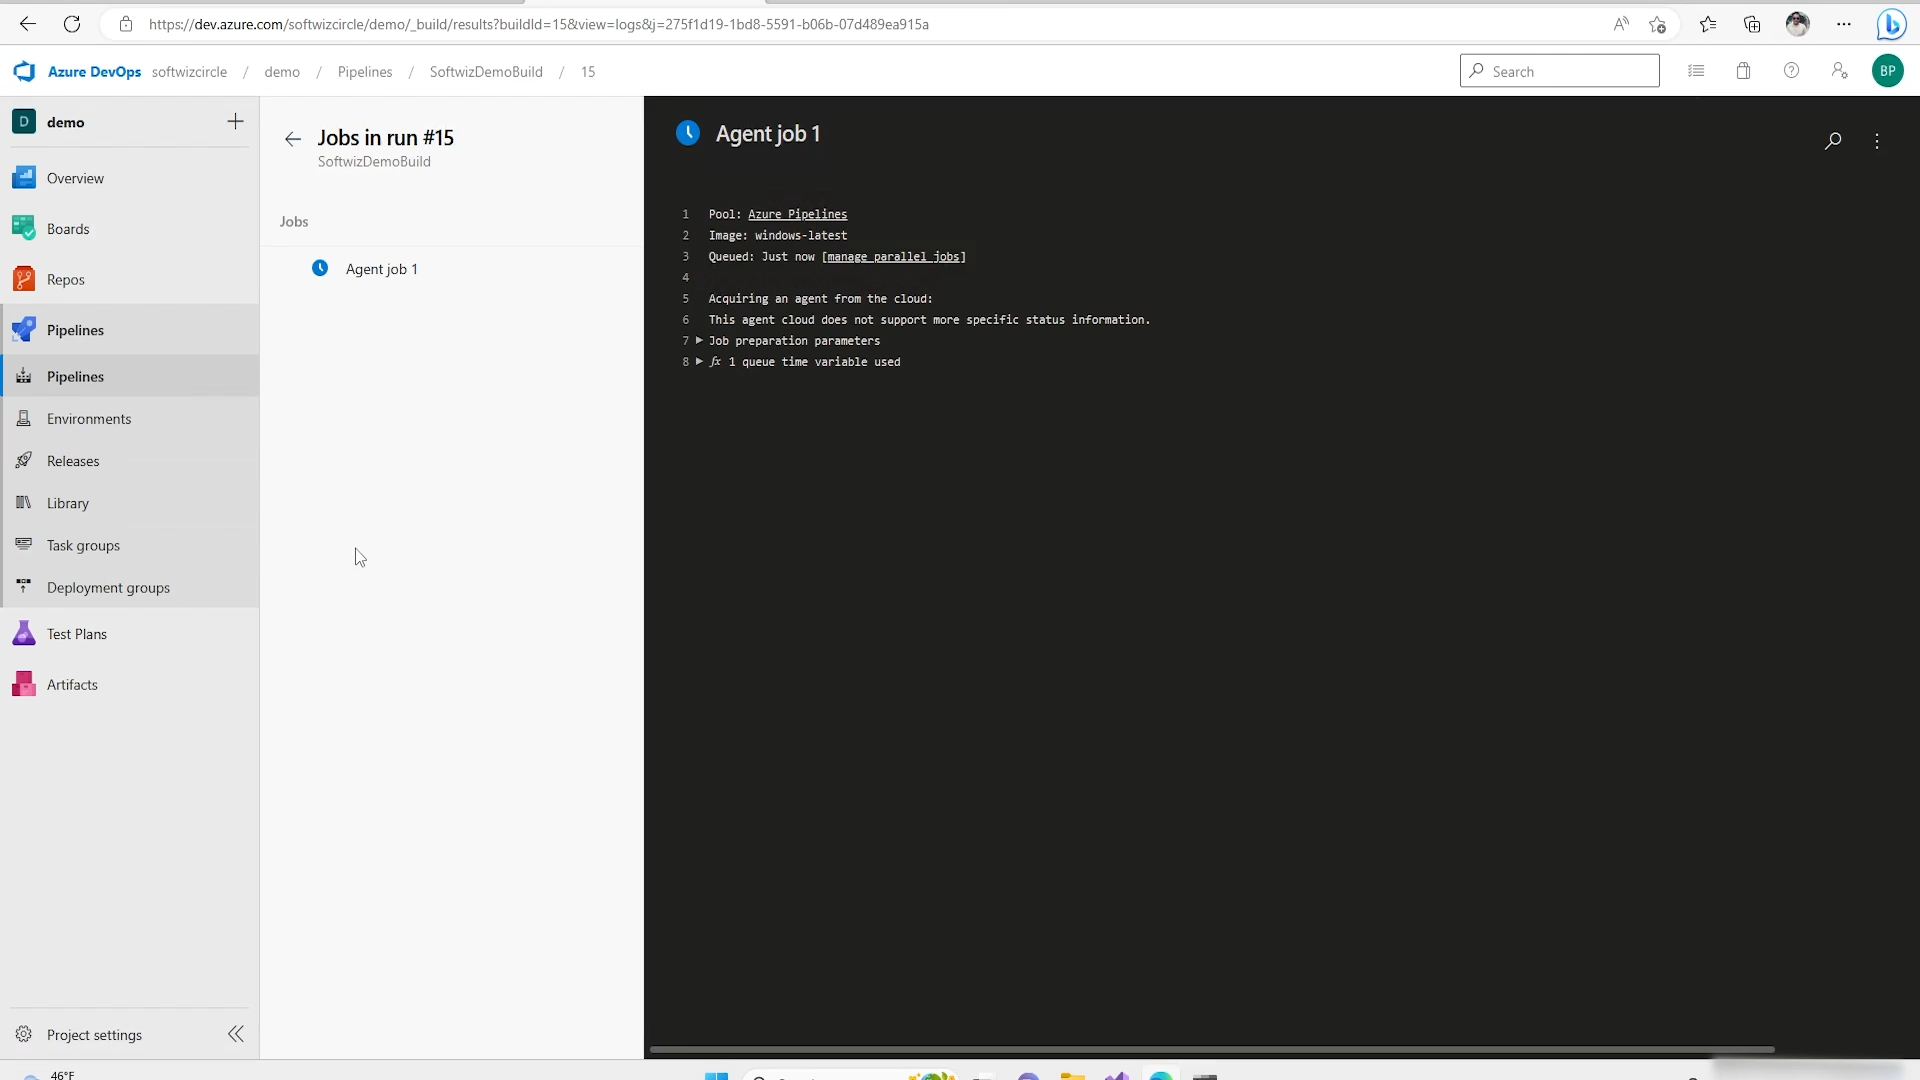 https://dev.azure.com/softwizcircle/demo/_build/results?buildId=15&view=logs&j=275f1d19-1bd8-5591-b06b-07d489ea915a
Azure DevOps softwizcircle / demo / Pipelines / SoftwizDemoBuild / 15
Search
BP
D demo
Overview
Boards
Repos
Pipelines
Pipelines
Environments
Releases
Library
Task groups
Deployment groups
Test Plans
Artifacts
Project settings
Jobs in run #15
SoftwizDemoBuild
Jobs
Agent job 1
Agent job 1
1 Pool: Azure Pipelines
2 Image: windows-latest
3 Queued: Just now [manage parallel jobs]
4
5 Acquiring an agent from the cloud:
6 This agent cloud does not support more specific status information.
7 Job preparation parameters
8 fx 1 queue time variable used
46°F